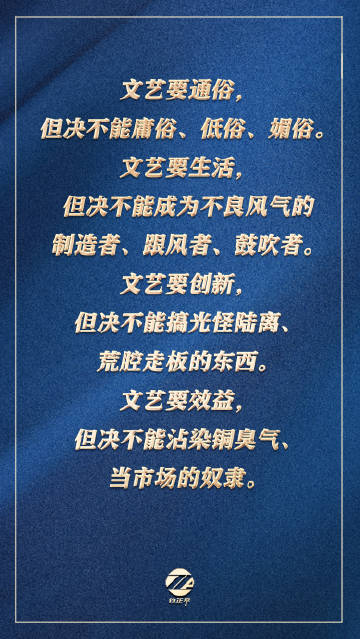 文艺要通俗，
但决不能庸俗、低俗、媚俗。
文艺要生活，
但决不能成为不良风气的
制造者、跟风者、鼓吹者。
文艺要创新，
但决不能搞光怪陆离、
荒腔走板的东西。
文艺要效益，
但决不能沾染铜臭气、
当市场的奴隶。